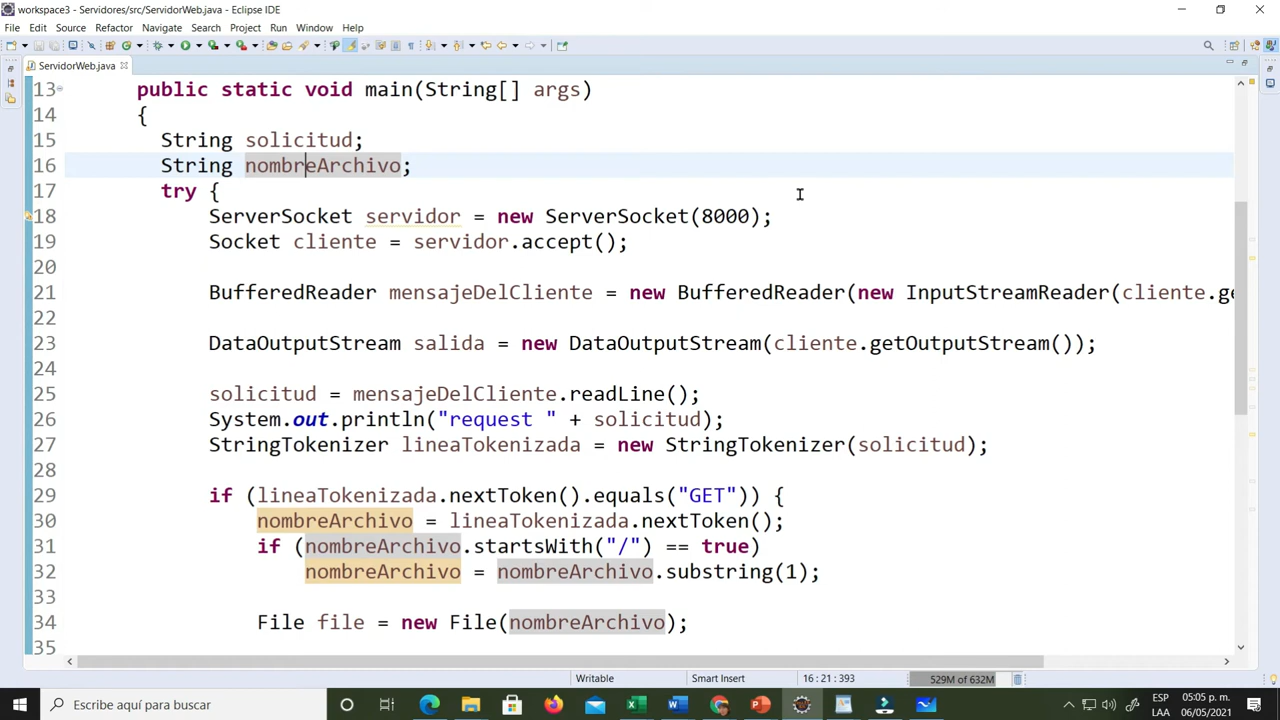 workspace3 - Servidores/src/ServidorWeb.java - Eclipse IDE
File Edit Source Refactor Navigate Search Project Run Window Help
ServidorWeb.java
13 public static void main(String[] args)
14 {
15 String solicitud;
16 String nombreArchivo;
17 try {
18 ServerSocket servidor = new ServerSocket(8000);
19 Socket cliente = servidor.accept();
20
21 BufferedReader mensajeDelCliente = new BufferedReader(new InputStreamReader(cliente.ge
22
23 DataOutputStream salida = new DataOutputStream(cliente.getOutputStream());
24
25 solicitud = mensajeDelCliente.readLine();
26 System.out.println("request " + solicitud);
27 StringTokenizer lineaTokenizada = new StringTokenizer(solicitud);
28
29 if (lineaTokenizada.nextToken().equals("GET")) {
30 nombreArchivo = lineaTokenizada.nextToken();
31 if (nombreArchivo.startsWith("/") == true)
32 nombreArchivo = nombreArchivo.substring(1);
33
34 File file = new File(nombreArchivo);
35
Writable Smart Insert 16 : 21 : 393 529M of 632M
Escribe aquí para buscar
ESP 05:05 p. m.
LAA 06/05/2021